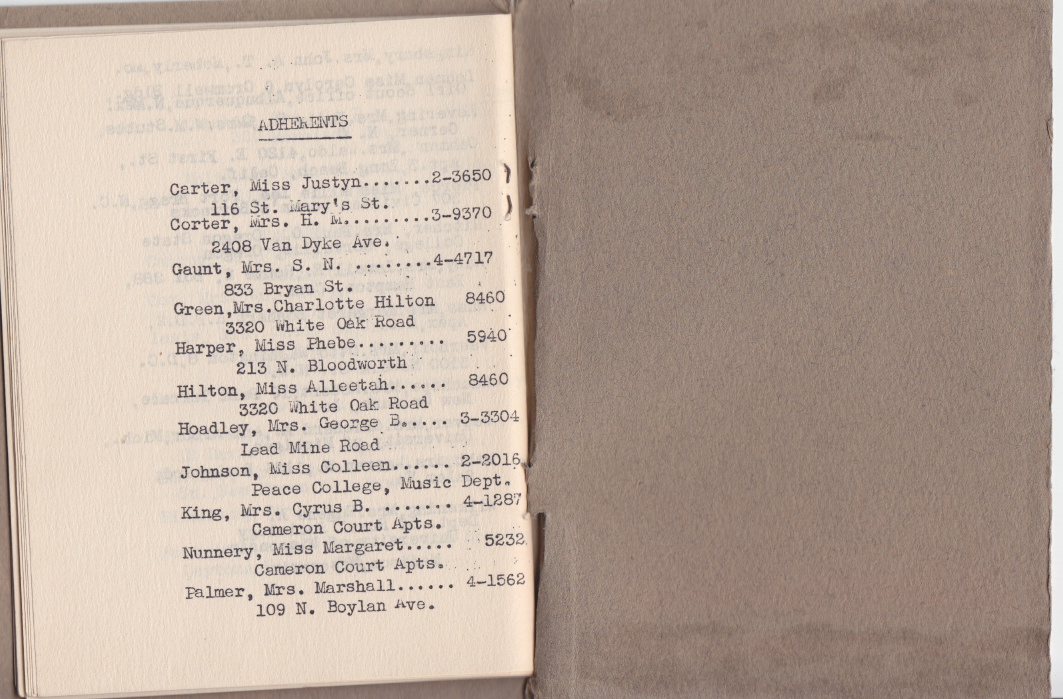 ADHERENTS
Carter, Miss Justyn.......2-3650
116 St. Mary's St.
Corter, Mrs. H. M.........3-9370
2408 Van Dyke Ave.
Gaunt, Mrs. S. N. ........4-4717
833 Bryan St.
Green,Mrs.Charlotte Hilton 8460
3320 White Oak Road
Harper, Miss Phebe......... 5940
213 N. Bloodworth
Hilton, Miss Alleetah...... 8460
3320 White Oak Road
Hoadley, Mrs. George B..... 3-3304
Lead Mine Road
Johnson, Miss Colleen...... 2-2016
Peace College, Music Dept.
King, Mrs. Cyrus B. ....... 4-1287
Cameron Court Apts.
Nunnery, Miss Margaret..... 5232
Cameron Court Apts.
Palmer, Mrs. Marshall...... 4-1562
109 N. Boylan Ave.